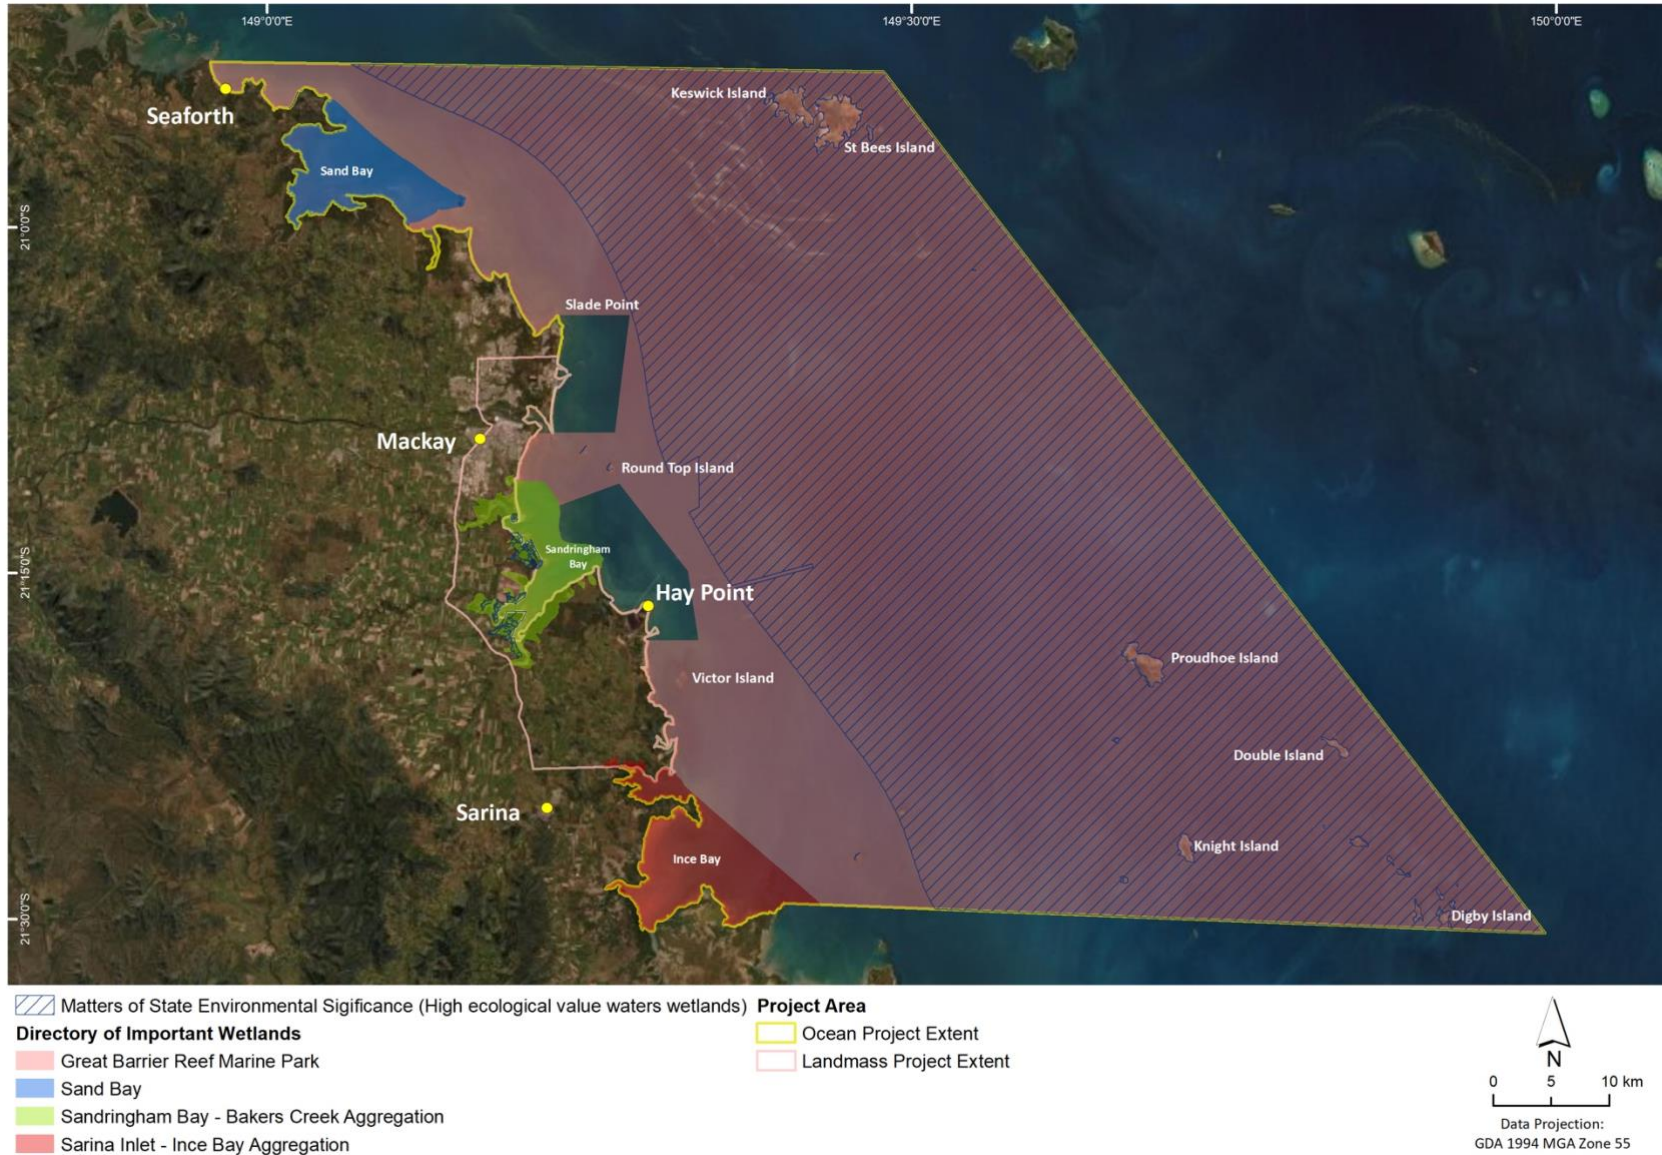 149°0'0"E
149°30'0"E
150°0'0"E
Keswick Island
Seaforth
St Bees Island
Sand Bay
21°0'0"S
Slade Point
Mackay
Round Top Island
Sandringham
Bay
21°15'0"S
Hay Point
Proudhoe Island
Victor Island
Double Island
Sarina
Knight Island
Ince Bay
21°30'0"S
Digby Island
Matters of State Environmental Sigificance (High ecological value waters wetlands)
Directory of Important Wetlands
Great Barrier Reef Marine Park
Sand Bay
Sandringham Bay - Bakers Creek Aggregation
Sarina Inlet - Ince Bay Aggregation
Project Area
Ocean Project Extent
Landmass Project Extent
N
0 5 10 km
Data Projection:
GDA 1994 MGA Zone 55